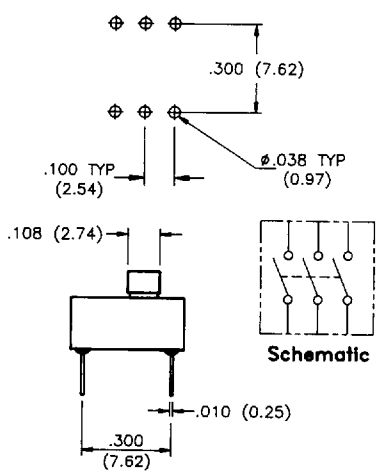 .300 (7.62)
.100 TYP
(2.54)
ø.038 TYP
(0.97)
.108 (2.74)
Schematic
.010 (0.25)
.300
(7.62)